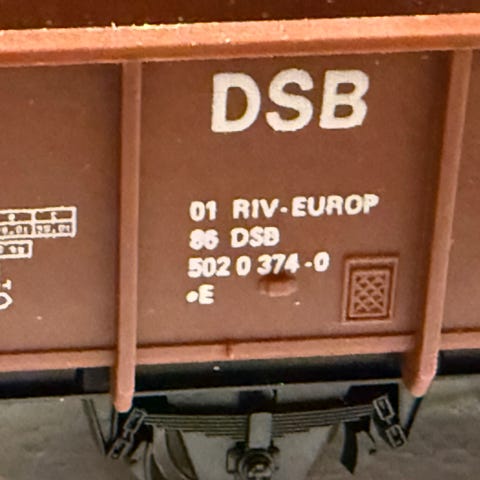 DSB
01 RIV-EUROP
86 DSB
502 0 374-0
•E